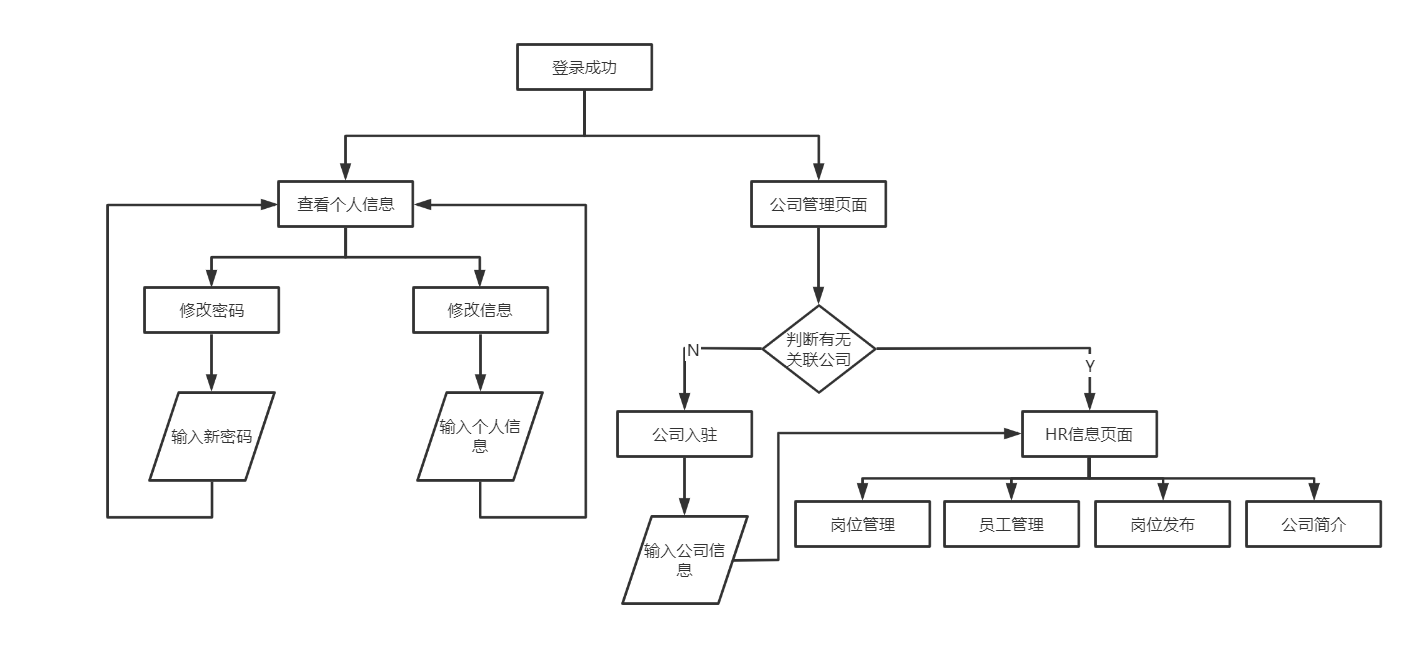 登录成功
查看个人信息
公司管理页面
修改密码
修改信息
判断有无
关联公司
N
Y
输入新密码
输入个人信
息
公司入驻
HR信息页面
输入公司信
息
岗位管理
员工管理
岗位发布
公司简介